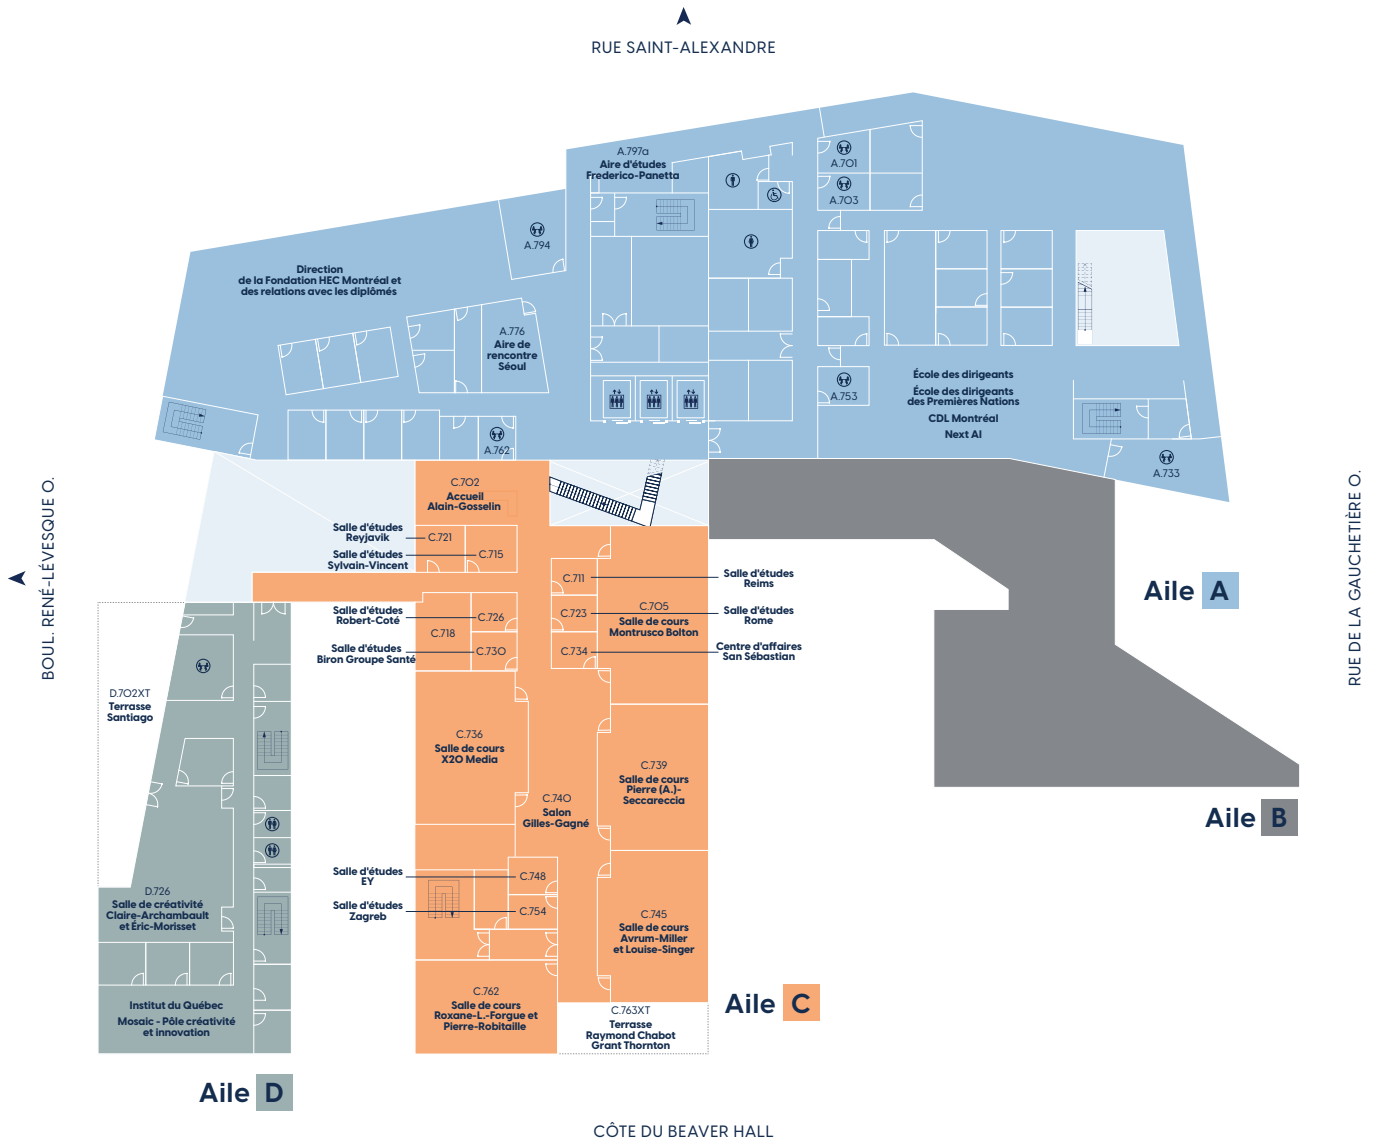 RUE SAINT-ALEXANDRE
A.797a
Aire d'études
Frederico-Panetta
A.701
A.703
A.794
Direction
de la Fondation HEC Montréal et
des relations avec les diplômés
A.776
Aire de
rencontre
Séoul
A.753
École des dirigeants
École des dirigeants
des Premières Nations
CDL Montréal
Next AI
A.762
A.733
BOUL. RENÉ-LÉVESQUE O.
RUE DE LA GAUCHETIÈRE O.
C.702
Accueil
Alain-Gosselin
Salle d'études
Reyjavik
C.721
Salle d'études
Sylvain-Vincent
C.715
C.711
Salle d'études
Reims
Aile A
Salle d'études
Robert-Coté
C.726
C.718
C.723
C.705
Salle de cours
Montrusco Bolton
Salle d'études
Rome
Salle d'études
Biron Groupe Santé
C.730
C.734
Centre d'affaires
San Sébastian
D.702XT
Terrasse
Santiago
C.736
Salle de cours
X2O Media
C.739
Salle de cours
Pierre (A.)-
Seccareccia
C.740
Salon
Gilles-Gagné
Aile B
Salle d'études
EY
C.748
Salle d'études
Zagreb
C.754
D.726
Salle de créativité
Claire-Archambault
et Éric-Morisset
C.745
Salle de cours
Avrum-Miller
et Louise-Singer
C.762
Salle de cours
Roxane-L.-Forgue et
Pierre-Robitaille
Institut du Québec
Mosaic - Pôle créativité
et innovation
C.763XT
Terrasse
Raymond Chabot
Grant Thornton
Aile C
Aile D
CÔTE DU BEAVER HALL